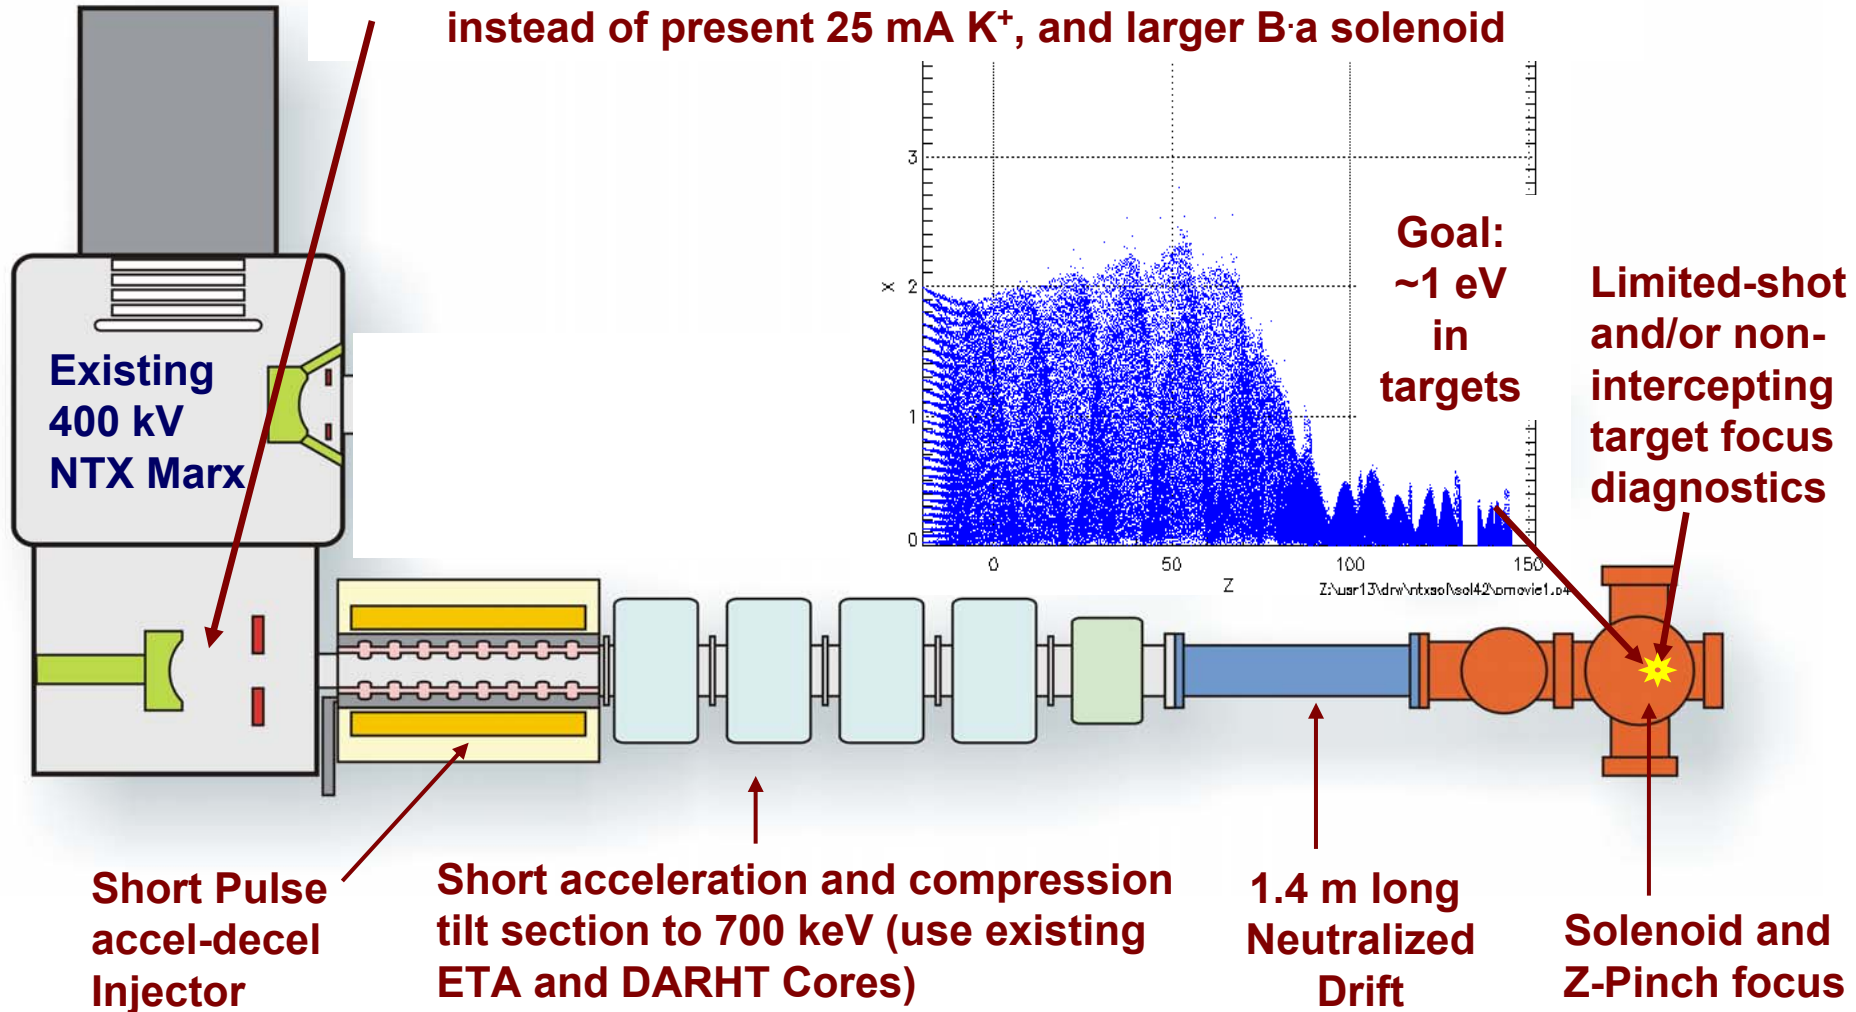 instead of present 25 mA K⁺, and larger B·a solenoid
3
2
1
0
X
0
50
100
150
Z
Goal:
~1 eV
in
targets
Limited-shot
and/or non-
intercepting
target focus
diagnostics
Existing
400 kV
NTX Marx
Short Pulse
accel-decel
Injector
Short acceleration and compression
tilt section to 700 keV (use existing
ETA and DARHT Cores)
1.4 m long
Neutralized
Drift
Solenoid and
Z-Pinch focus